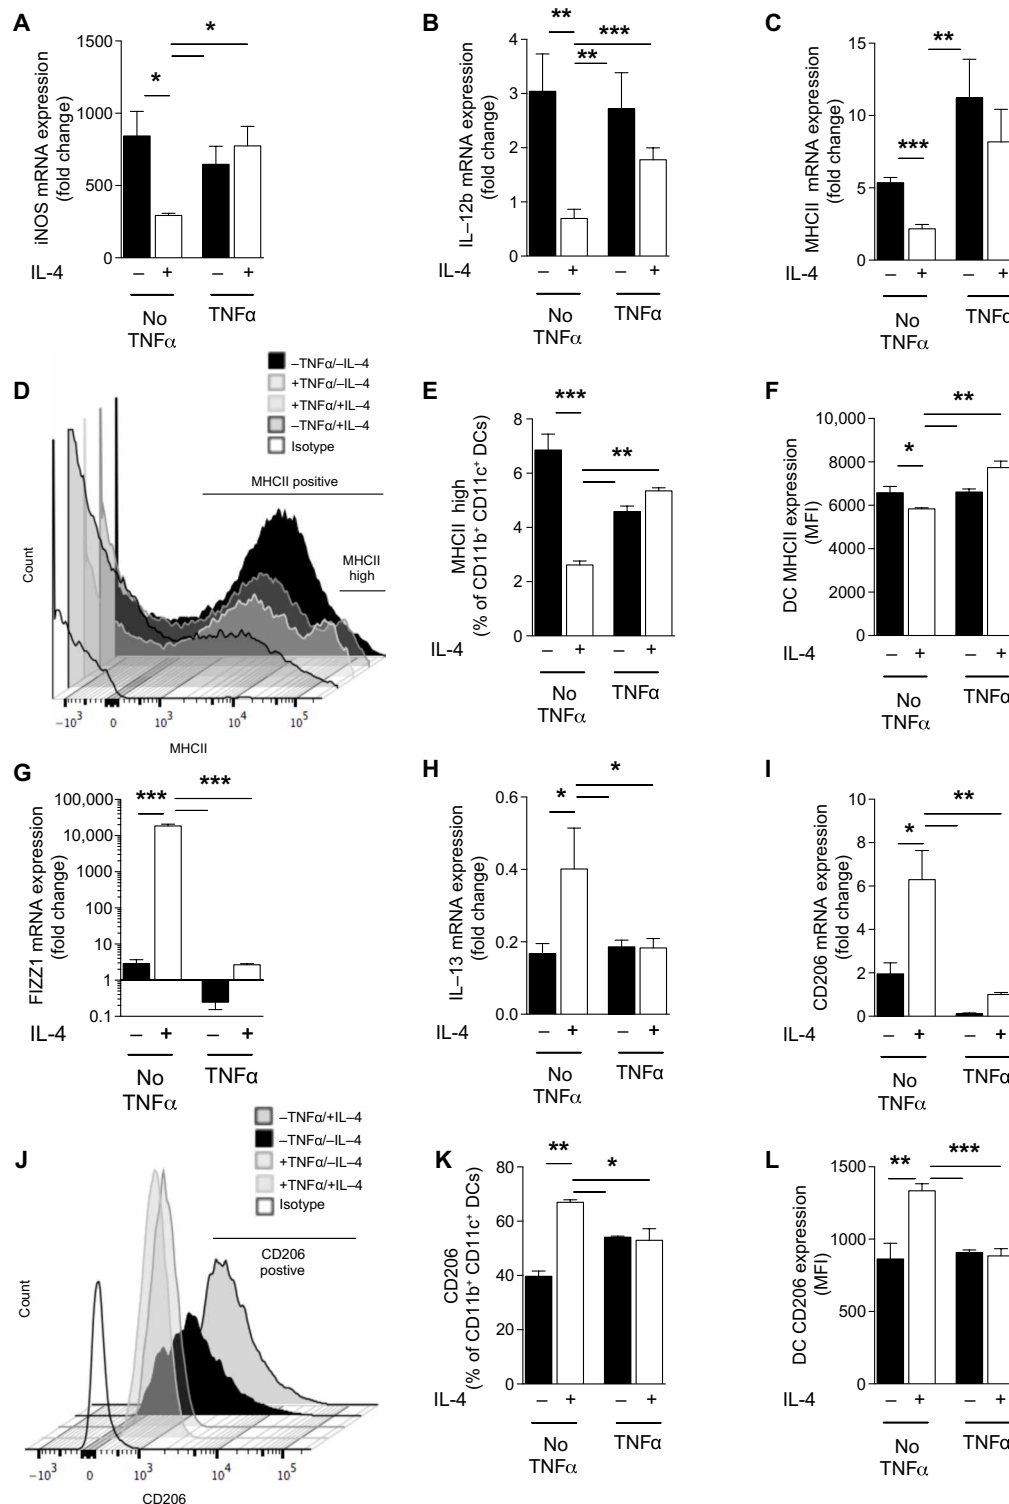 A
iNOS mRNA expression
(fold change)
1500
1000
500
0
*
*
IL-4
– + – +
No
TNFα
TNFα
B
IL–12b mRNA expression
(fold change)
4
3
2
1
0
**
***
**
IL-4
– + – +
No
TNFα
TNFα
C
MHCII mRNA expression
(fold change)
15
10
5
0
**
***
IL-4
– + – +
No
TNFα
TNFα
D
–TNFα/–IL–4
+TNFα/–IL–4
+TNFα/+IL–4
–TNFα/+IL–4
Isotype
MHCII positive
MHCII
high
Count
–10³ 0 10³ 10⁴ 10⁵
MHCII
E
MHCII high
(% of CD11b⁺ CD11c⁺ DCs)
8
6
4
2
0
***
**
IL-4
– + – +
No
TNFα
TNFα
F
DC MHCII expression
(MFI)
10,000
8000
6000
4000
2000
0
**
*
IL-4
– + – +
No
TNFα
TNFα
G
FIZZ1 mRNA expression
(fold change)
100,000
10,000
1000
100
10
1
0.1
***
***
IL-4
– + – +
No
TNFα
TNFα
H
IL–13 mRNA expression
(fold change)
0.6
0.4
0.2
0.0
*
*
IL-4
– + – +
No
TNFα
TNFα
I
CD206 mRNA expression
(fold change)
10
8
6
4
2
0
**
*
IL-4
– + – +
No
TNFα
TNFα
J
–TNFα/+IL–4
–TNFα/–IL–4
+TNFα/–IL–4
+TNFα/+IL–4
Isotype
CD206
postive
Count
–10³ 0 10³ 10⁴ 10⁵
CD206
K
CD206
(% of CD11b⁺ CD11c⁺ DCs)
80
60
40
20
0
**
*
IL-4
– + – +
No
TNFα
TNFα
L
DC CD206 expression
(MFI)
1500
1000
500
0
**
***
IL-4
– + – +
No
TNFα
TNFα